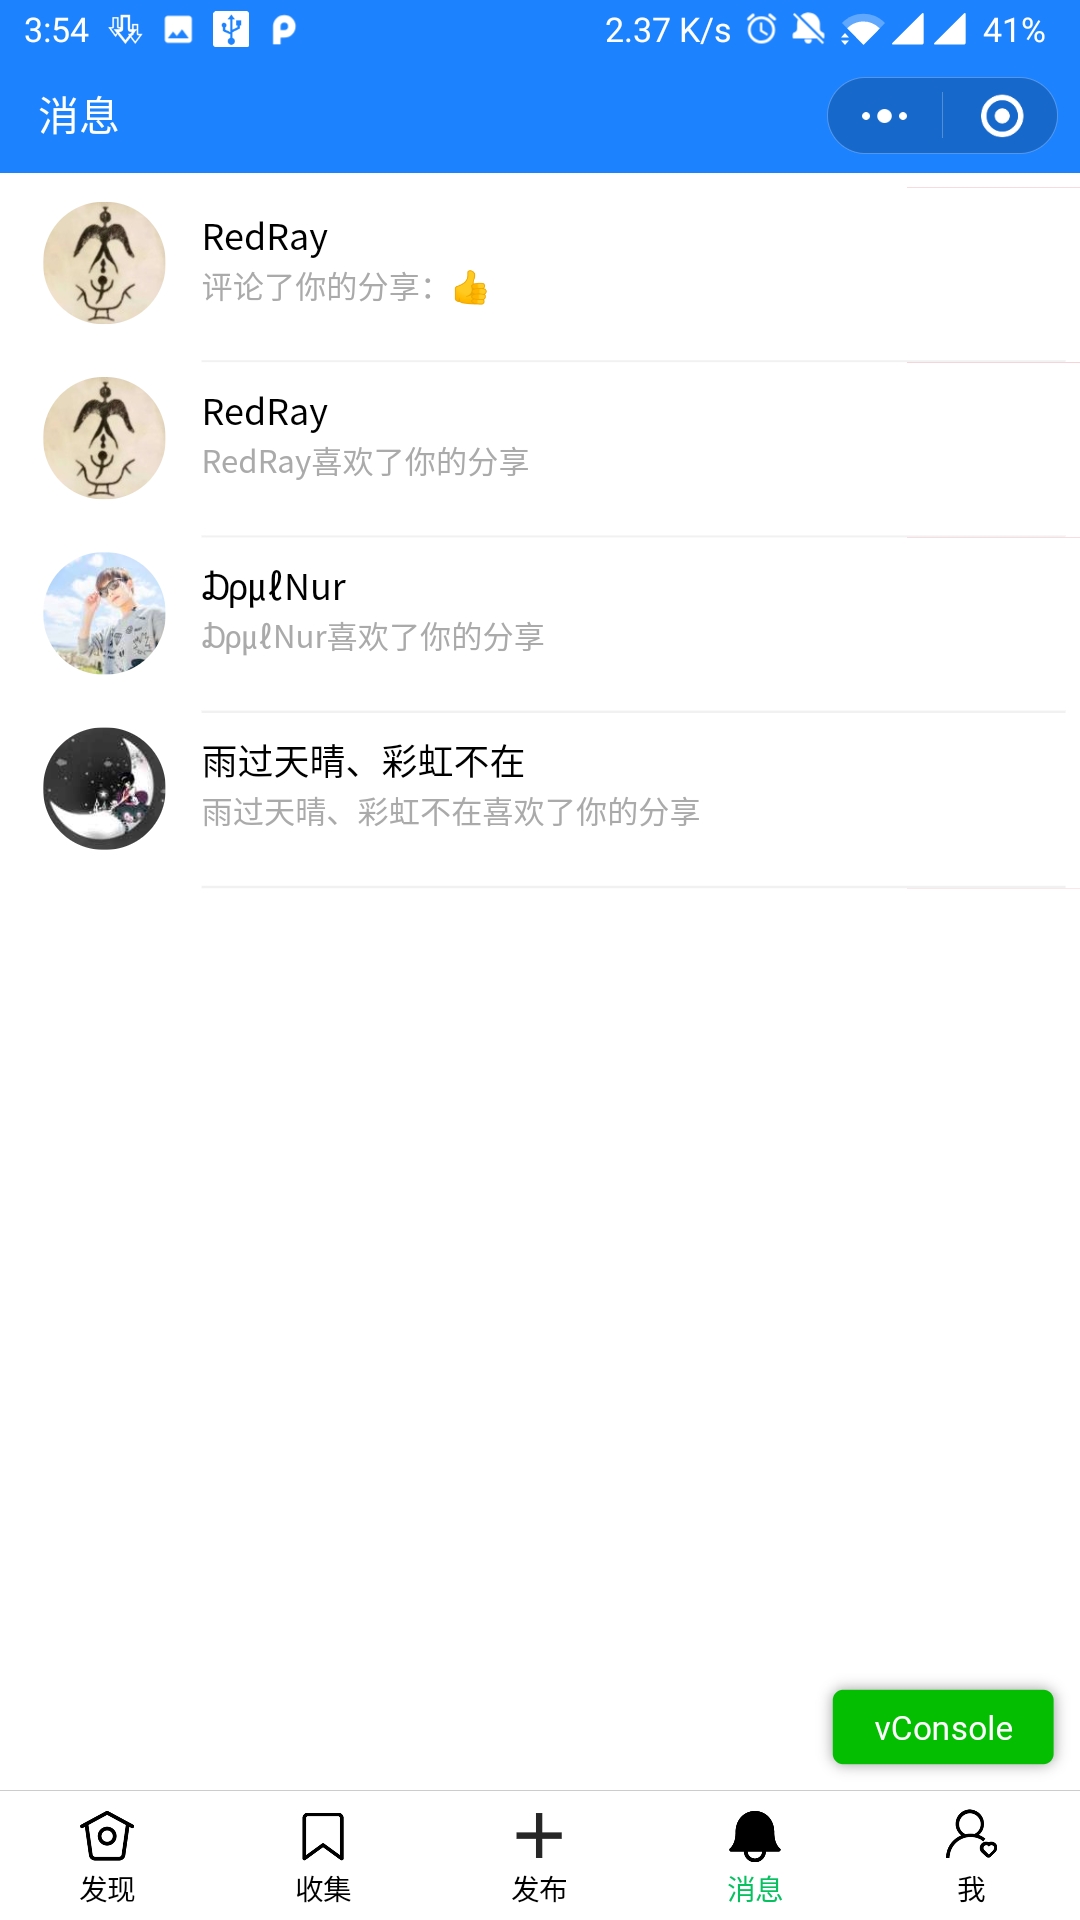 3:54 2.37 K/s 41%
消息
RedRay
评论了你的分享：👍
RedRay
RedRay喜欢了你的分享
₯ρμℓNur
₯ρμℓNur喜欢了你的分享
雨过天晴、彩虹不在
雨过天晴、彩虹不在喜欢了你的分享
vConsole
发现 收集 发布 消息 我